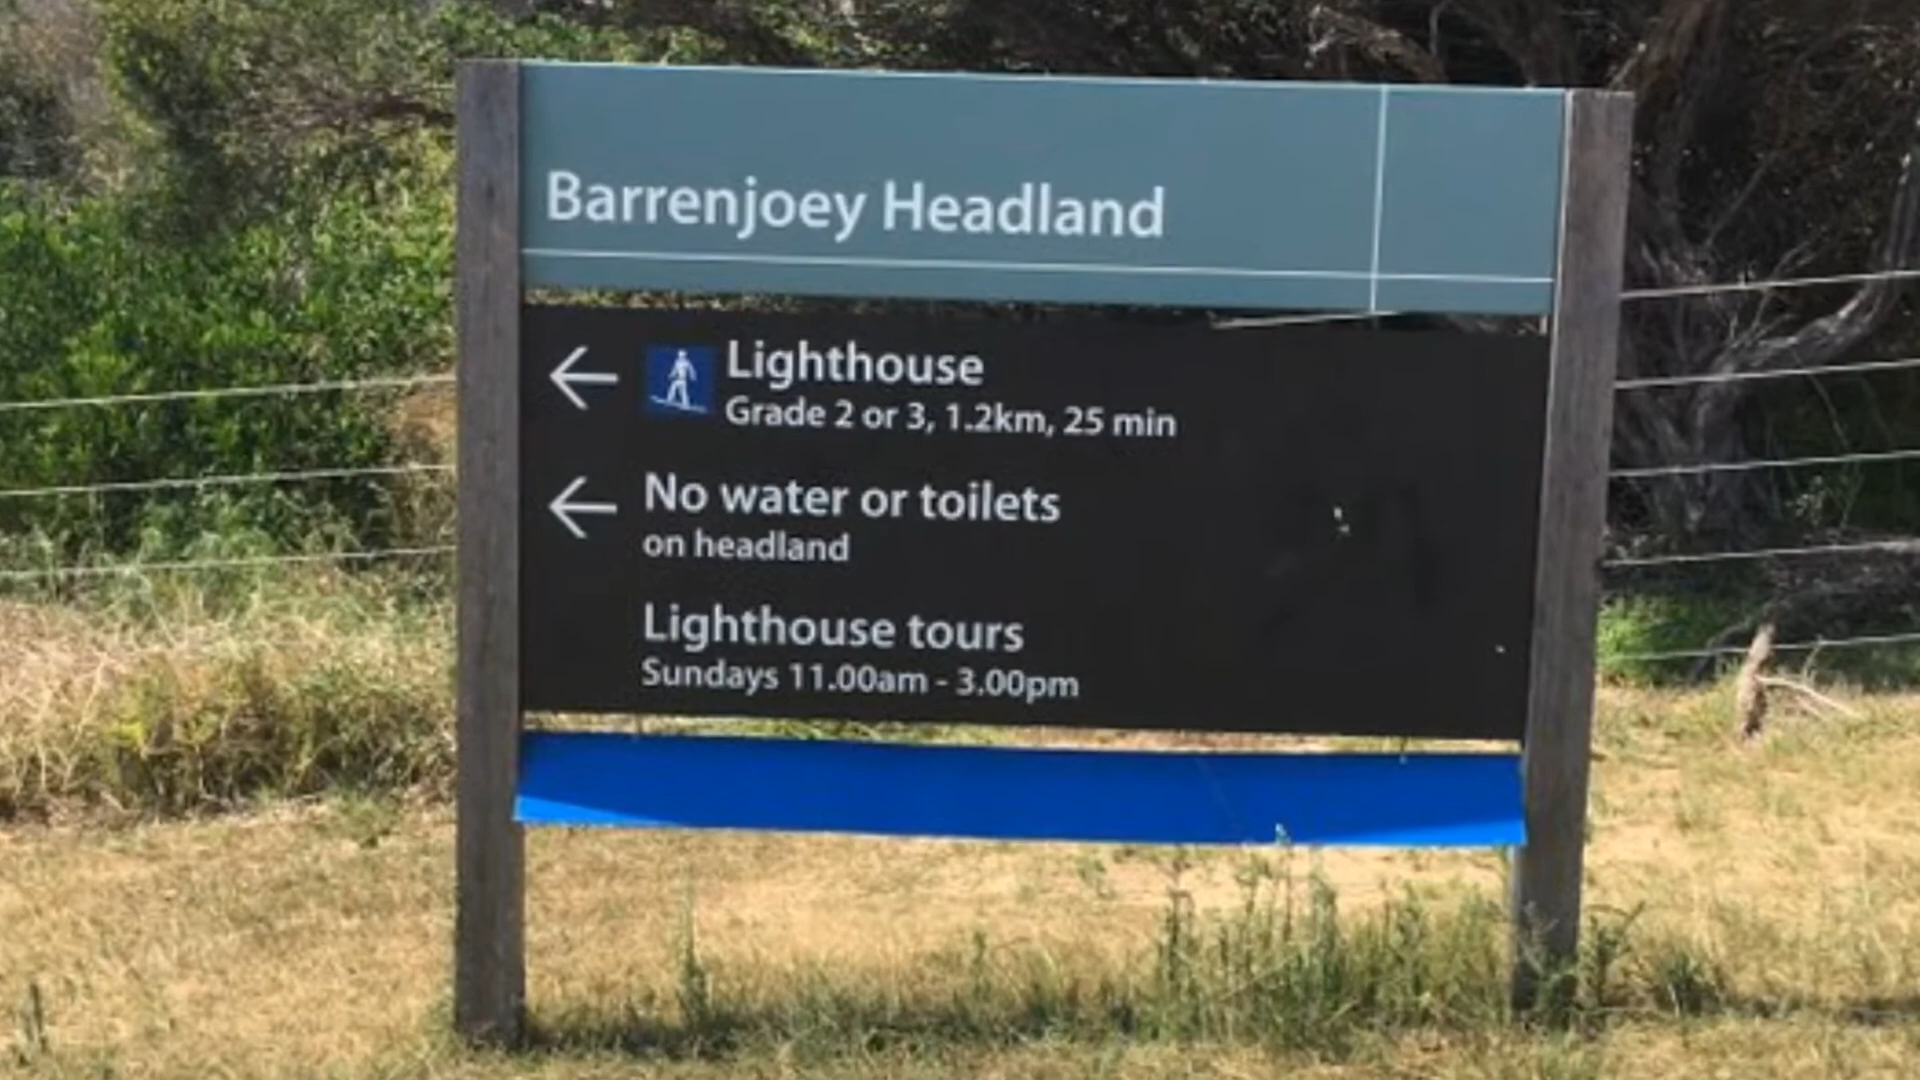 Barrenjoey Headland
Lighthouse
Grade 2 or 3, 1.2km, 25 min
No water or toilets
on headland
Lighthouse tours
Sundays 11.00am - 3.00pm